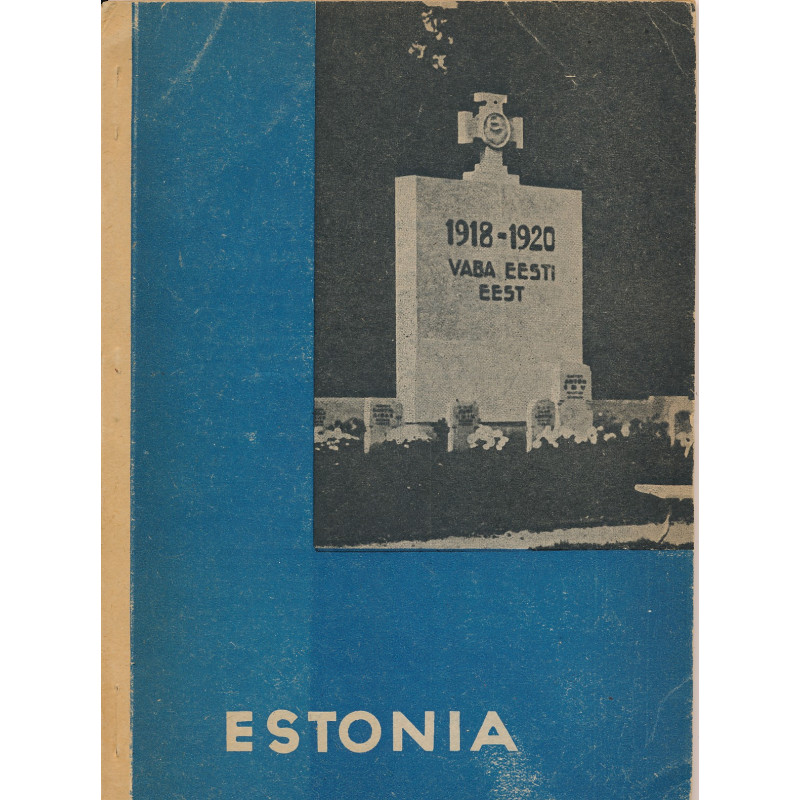 1918-1920
VABA EESTI
EEST
ESTONIA